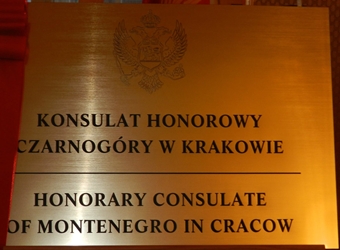 KONSULAT HONOROWY
CZARNOGÓRY W KRAKOWIE
HONORARY CONSULATE
OF MONTENEGRO IN CRACOW